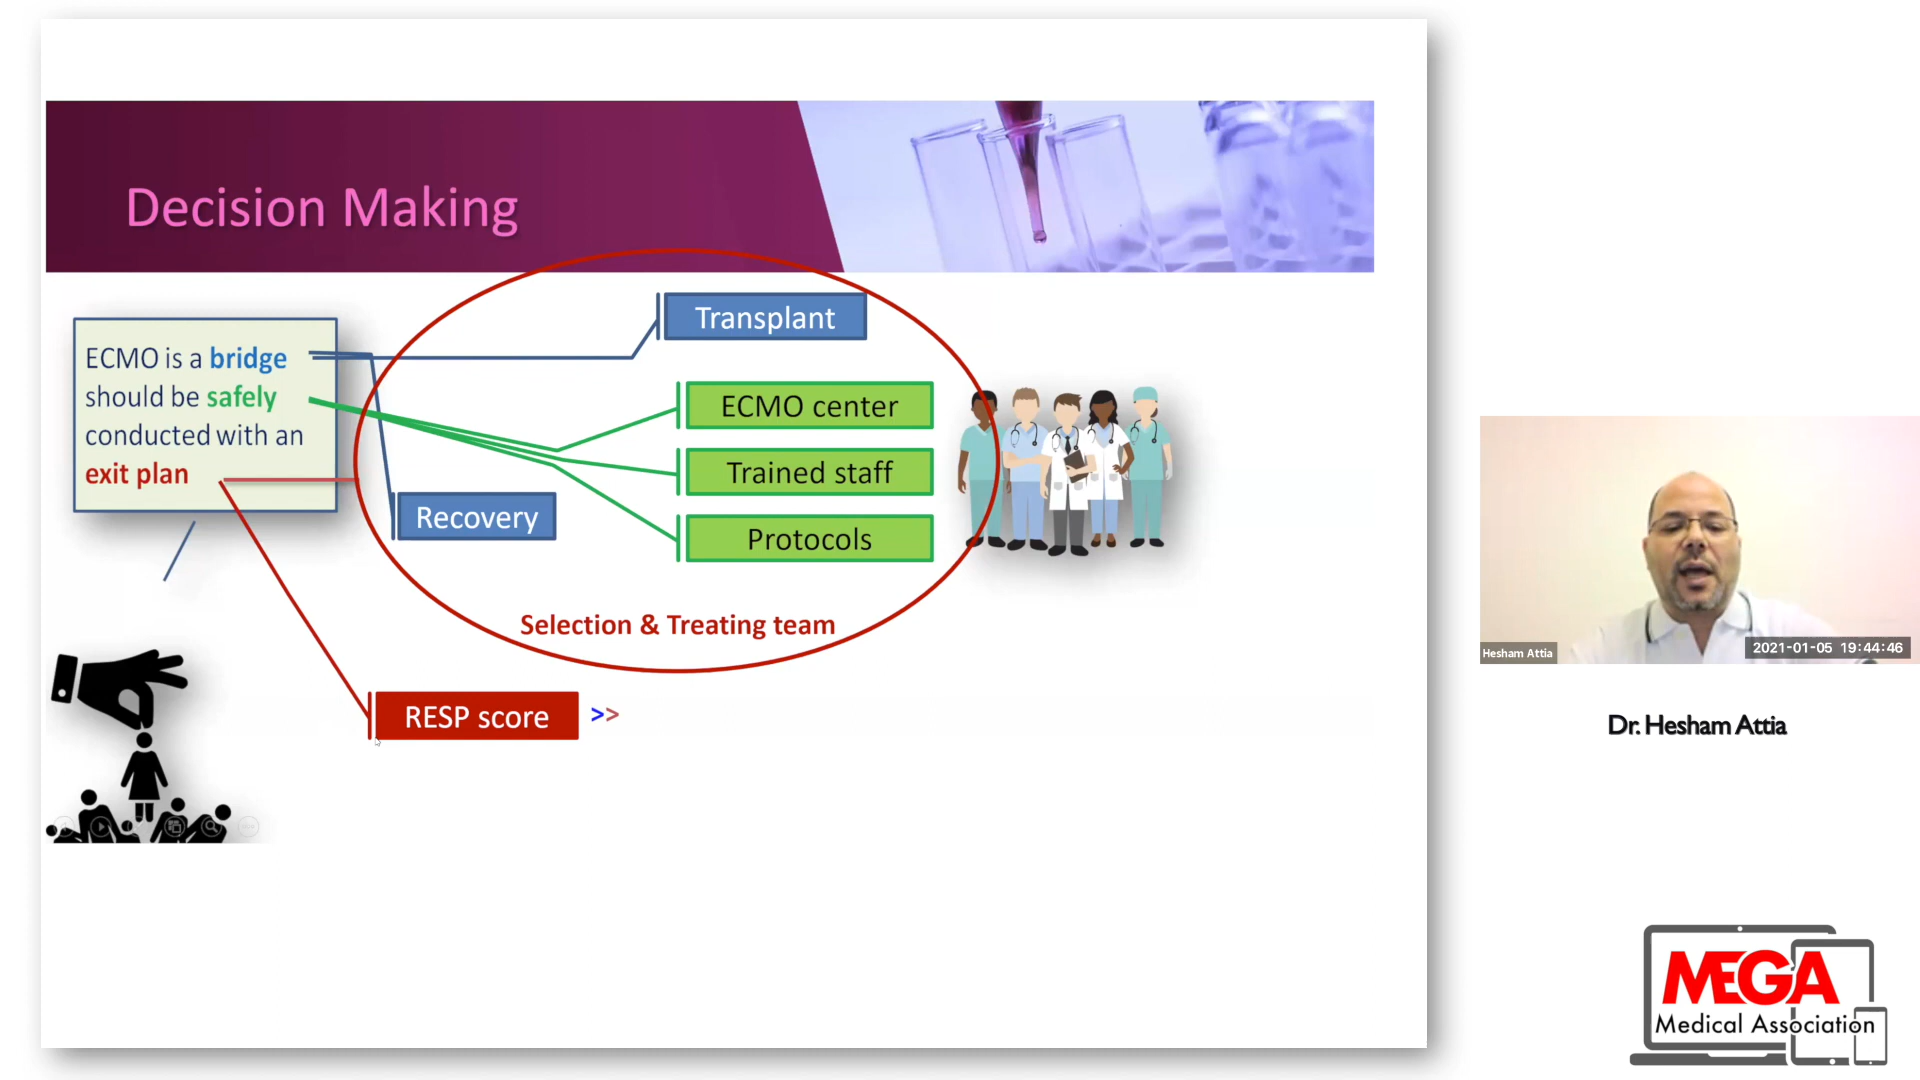 Decision Making
ECMO is a bridge
should be safely
conducted with an
exit plan
Transplant
ECMO center
Trained staff
Protocols
Recovery
Selection & Treating team
RESP score >>
Hesham Attia
2021-01-05 19:44:46
Dr. Hesham Attia
MEGA
Medical Association